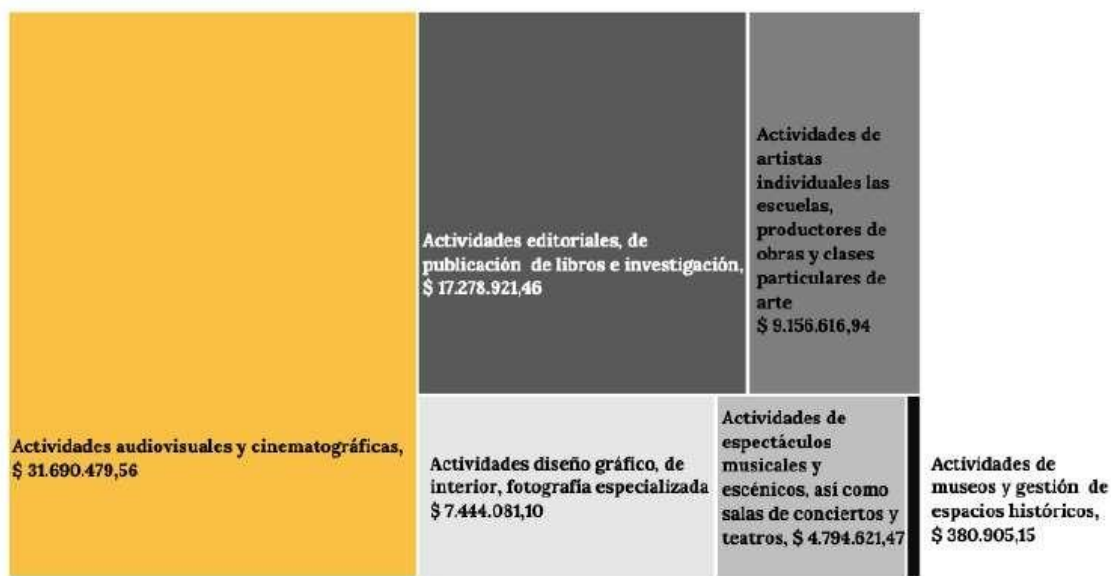 Actividades audiovisuales y cinematográficas,
$ 31.690.479,56
Actividades editoriales, de
publicación de libros e investigación,
$ 17.278.921,46
Actividades de
artistas
individuales las
escuelas,
productores de
obras y clases
particulares de
arte
$ 9.156.616,94
Actividades diseño gráfico, de
interior, fotografía especializada
$ 7.444.081,10
Actividades de
espectáculos
musicales y
escénicos, así como
salas de conciertos y
teatros, $ 4.794.621,47
Actividades de
museos y gestión de
espacios históricos,
$ 380.905,15